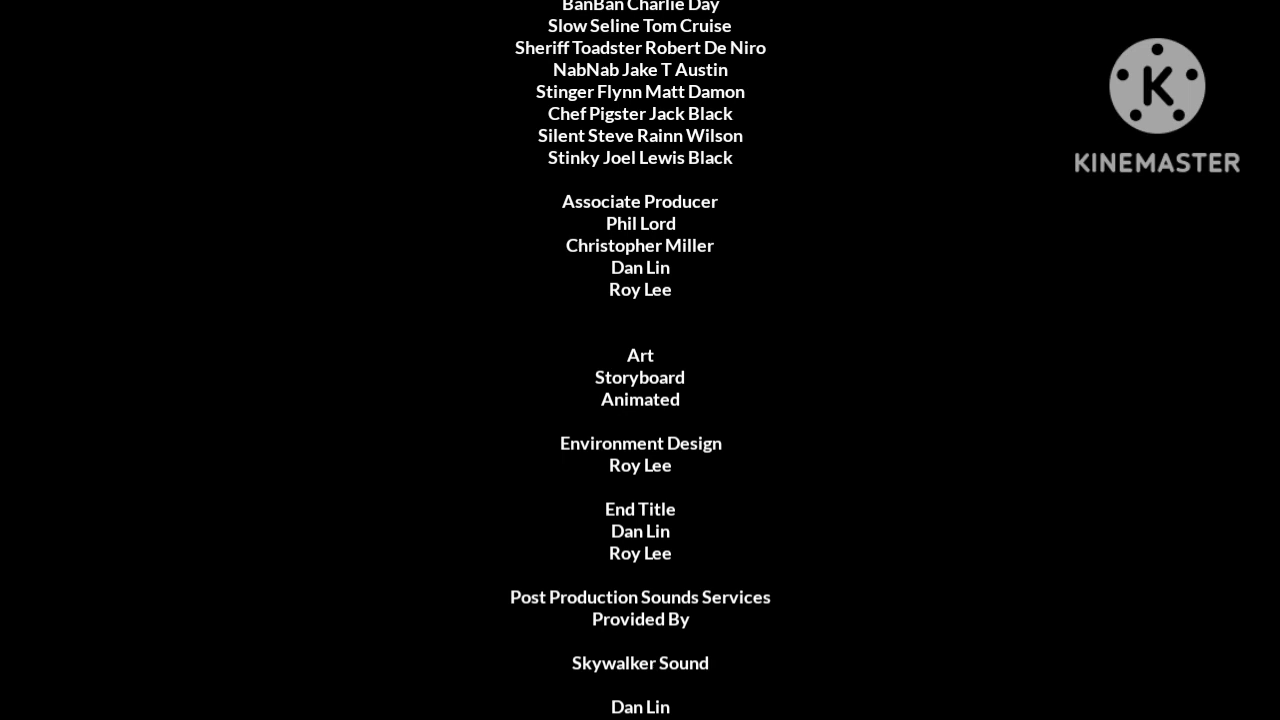 BanBan Charlie Day
Slow Seline Tom Cruise
Sheriff Toadster Robert De Niro
NabNab Jake T Austin
Stinger Flynn Matt Damon
Chef Pigster Jack Black
Silent Steve Rainn Wilson
Stinky Joel Lewis Black
Associate Producer
Phil Lord
Christopher Miller
Dan Lin
Roy Lee
Art
Storyboard
Animated
Environment Design
Roy Lee
End Title
Dan Lin
Roy Lee
Post Production Sounds Services
Provided By
Skywalker Sound
Dan Lin
K
KINEMASTER